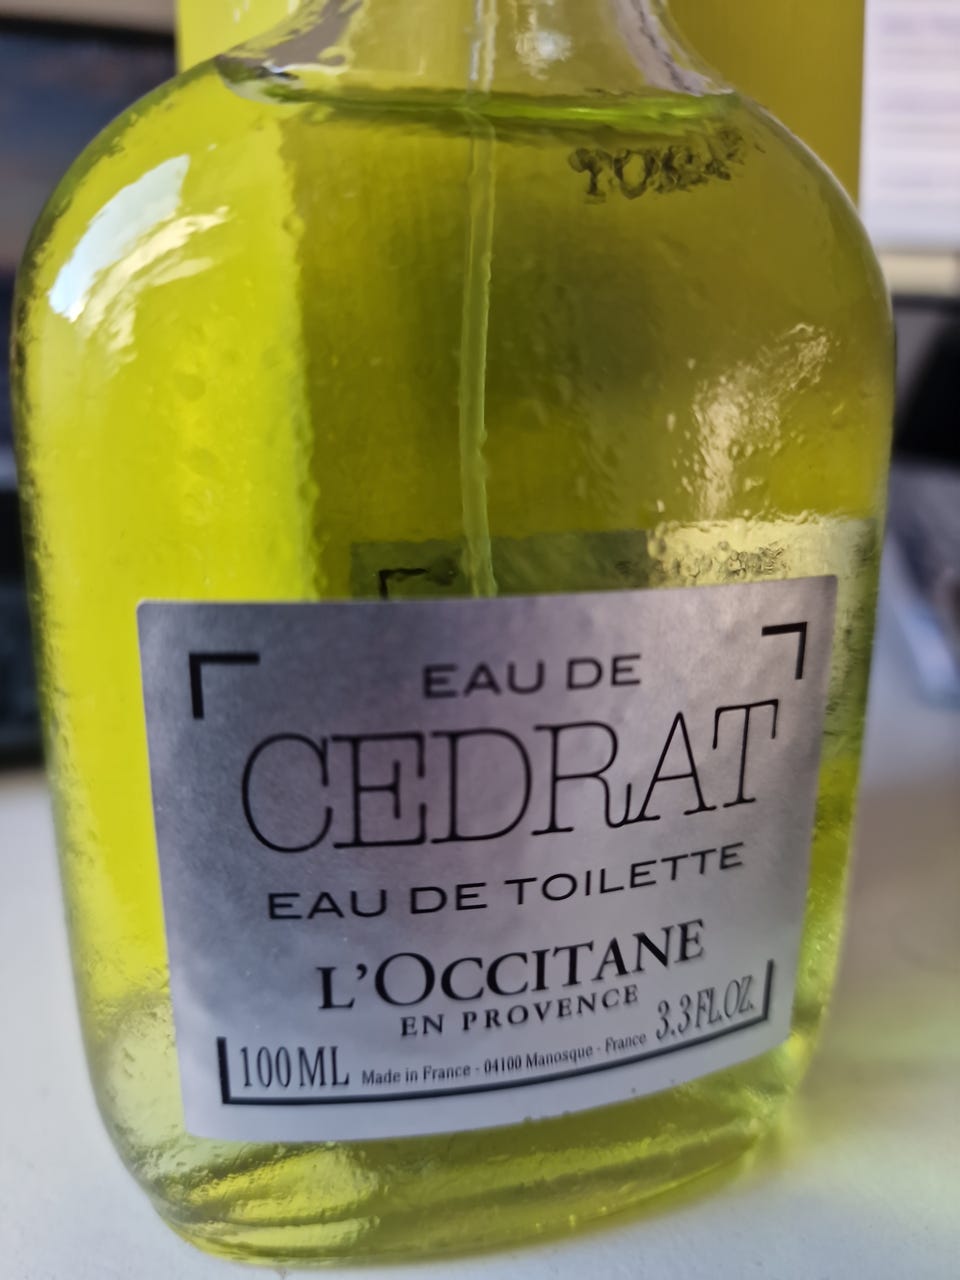 EAU DE
CEDRAT
EAU DE TOILETTE
L'OCCITANE
EN PROVENCE
100 ML Made in France - 04100 Manosque - France 3.3 FL.OZ.